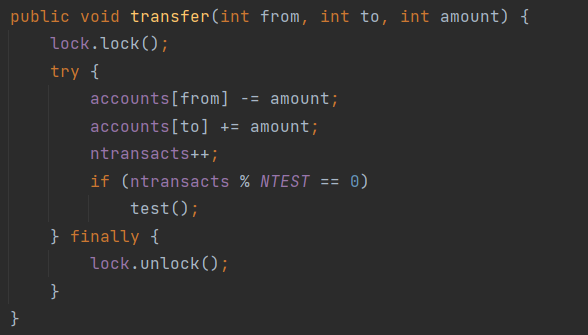 public void transfer(int from, int to, int amount) {
    lock.lock();
    try {
        accounts[from] -= amount;
        accounts[to] += amount;
        ntransacts++;
        if (ntransacts % NTEST == 0)
            test();
    } finally {
        lock.unlock();
    }
}